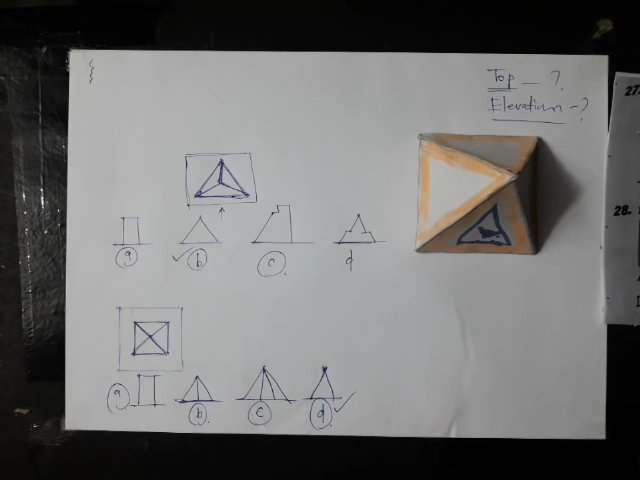 Top - ?
Elevation - ?
27.
28.
a b c d
a b c d